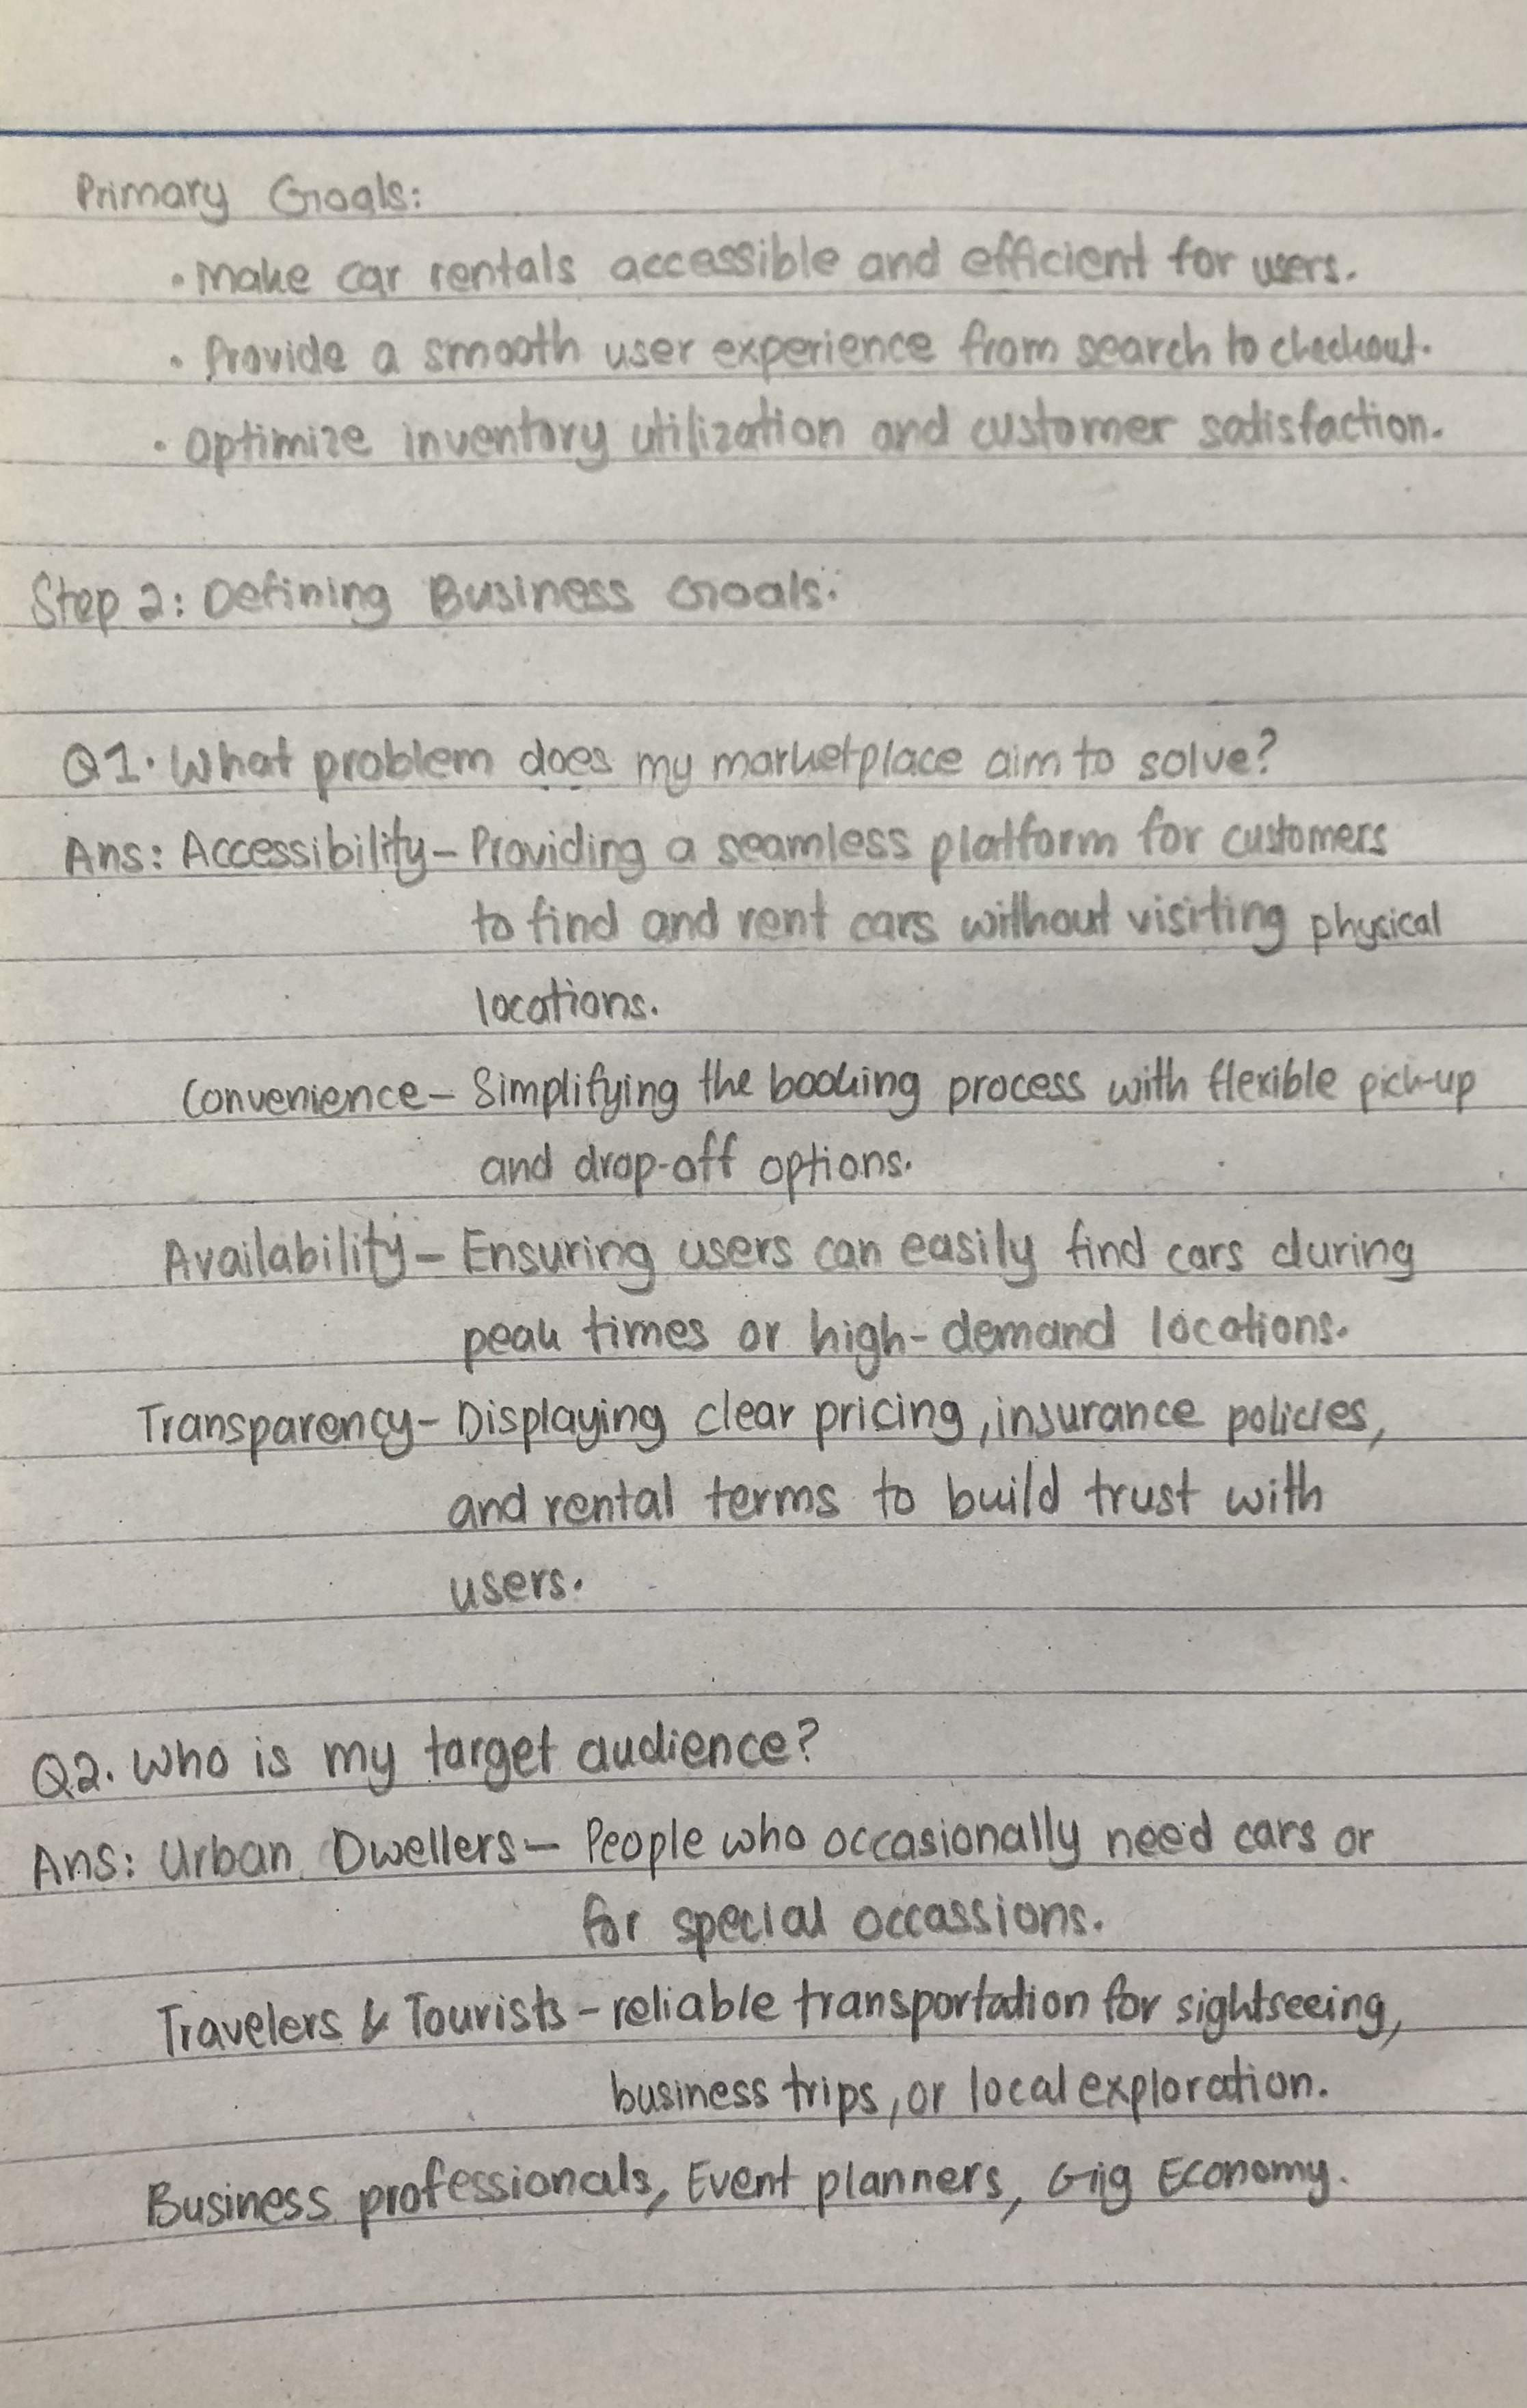 Primary Goals:
• Make car rentals accessible and efficient for users.
• Provide a smooth user experience from search to checkout.
• Optimize inventory utilization and customer satisfaction.
Step 2: Defining Business Goals:
Q1. What problem does my marketplace aim to solve?
Ans: Accessibility – Providing a seamless platform for customers
to find and rent cars without visiting physical
locations.
Convenience – Simplifying the booking process with flexible pick-up
and drop-off options.
Availability – Ensuring users can easily find cars during
peak times or high-demand locations.
Transparency – Displaying clear pricing, insurance policies,
and rental terms to build trust with
users.
Q2. Who is my target audience?
Ans: Urban Dwellers – People who occasionally need cars or
for special occassions.
Travelers & Tourists – reliable transportation for sightseeing,
business trips, or local exploration.
Business professionals, Event planners, Gig Economy.